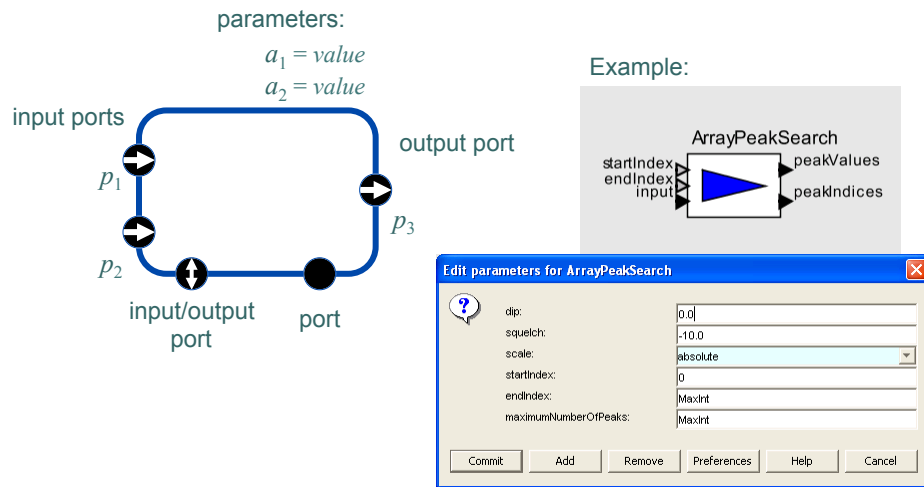 parameters:
a1 = value
a2 = value
input ports
output port
p1
p2
p3
input/output
port
port
Example:
ArrayPeakSearch
startIndex
endIndex
input
peakValues
peakIndices
Edit parameters for ArrayPeakSearch
?
dip:
0.0
squelch:
-10.0
scale:
absolute
startIndex:
0
endIndex:
MaxInt
maximumNumberOfPeaks:
MaxInt
Commit Add Remove Preferences Help Cancel